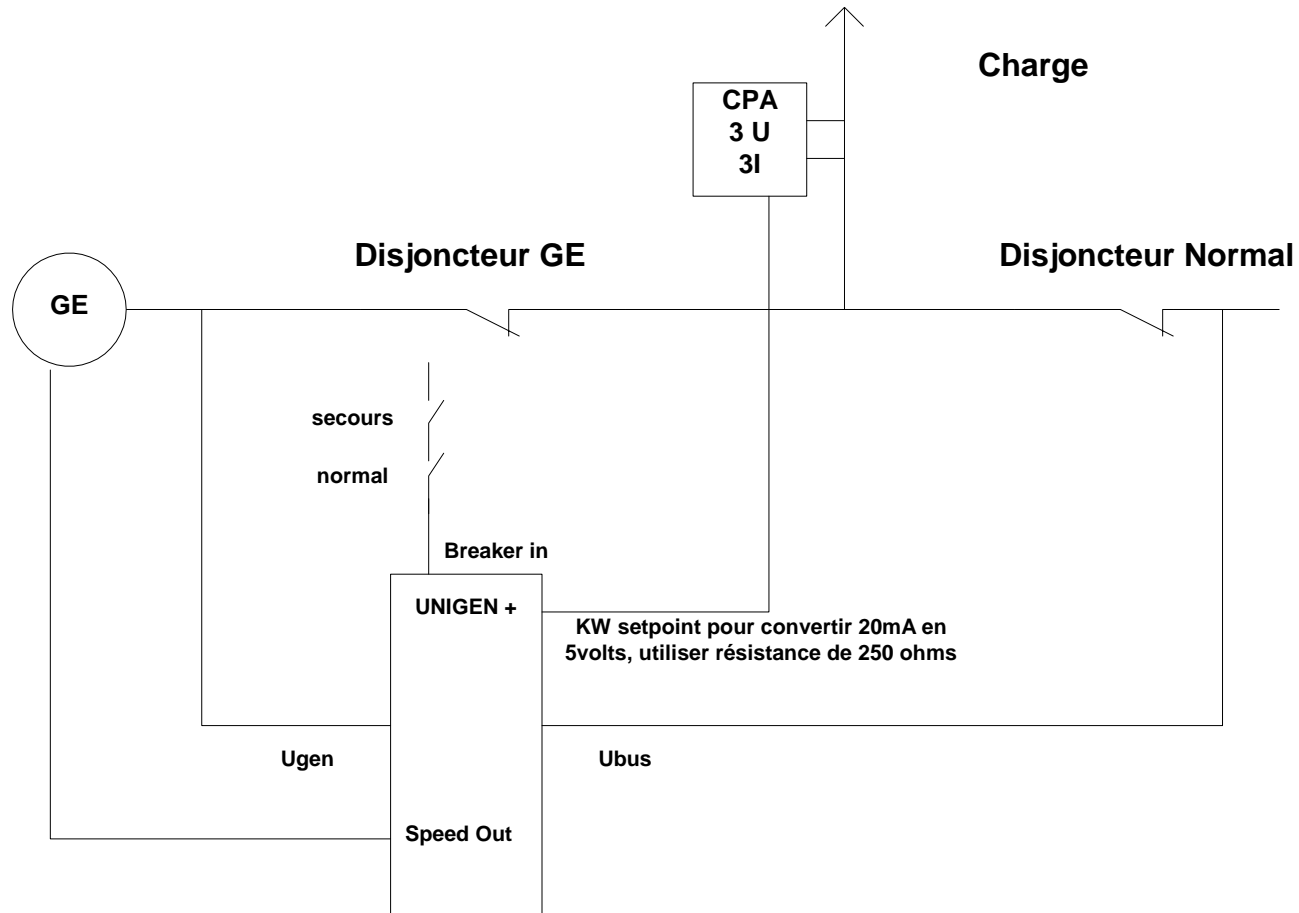 Charge
CPA
3 U
3I
Disjoncteur GE
Disjoncteur Normal
GE
secours
normal
Breaker in
UNIGEN +
KW setpoint pour convertir 20mA en
5volts, utiliser résistance de 250 ohms
Ugen
Ubus
Speed Out